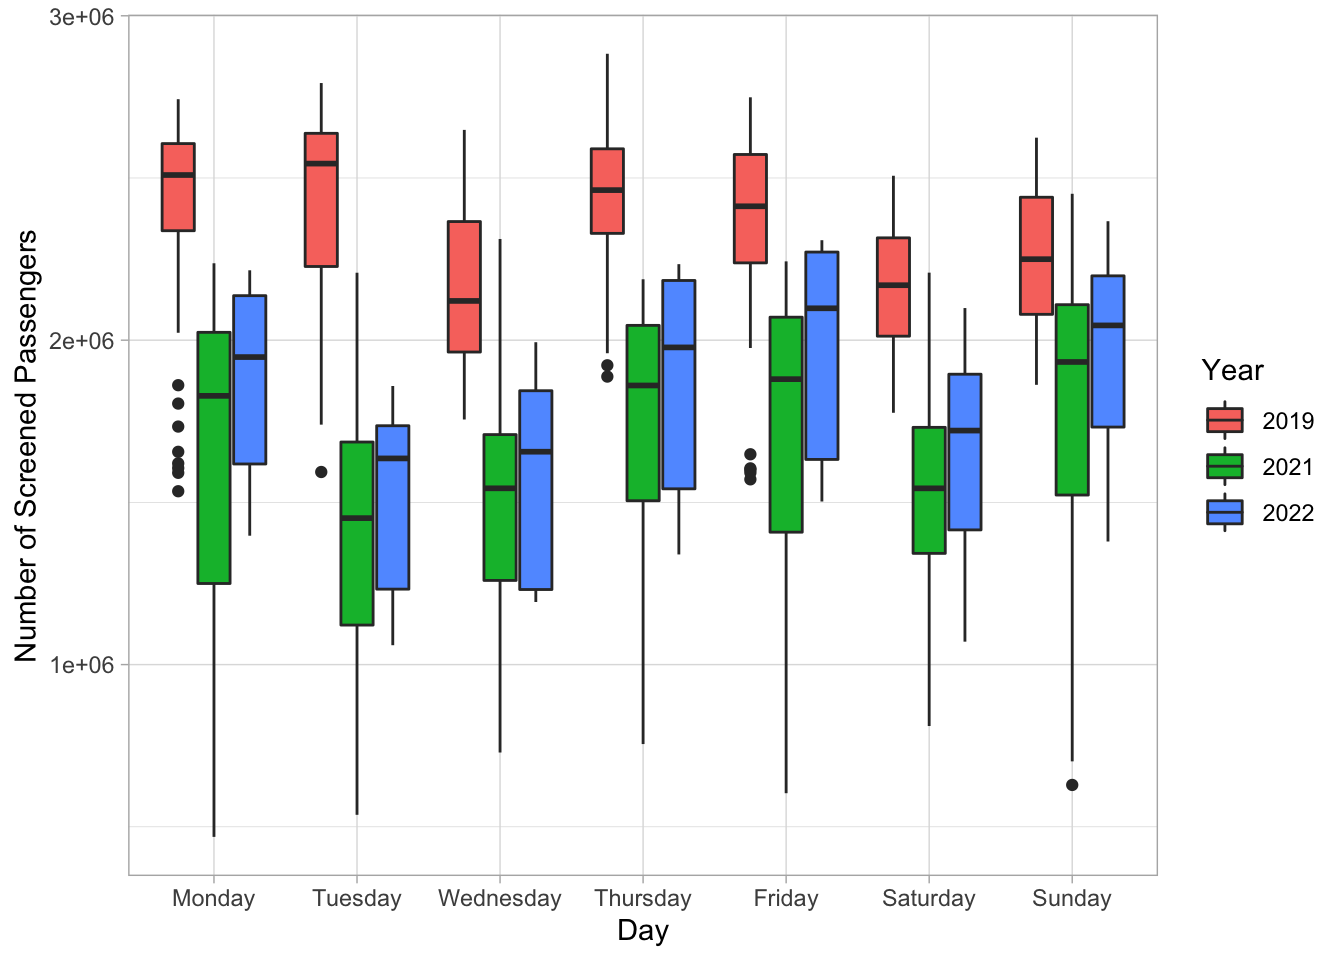 Number of Screened Passengers
3e+06
2e+06
1e+06
Monday
Tuesday
Wednesday
Thursday
Friday
Saturday
Sunday
Day
Year
2019
2021
2022